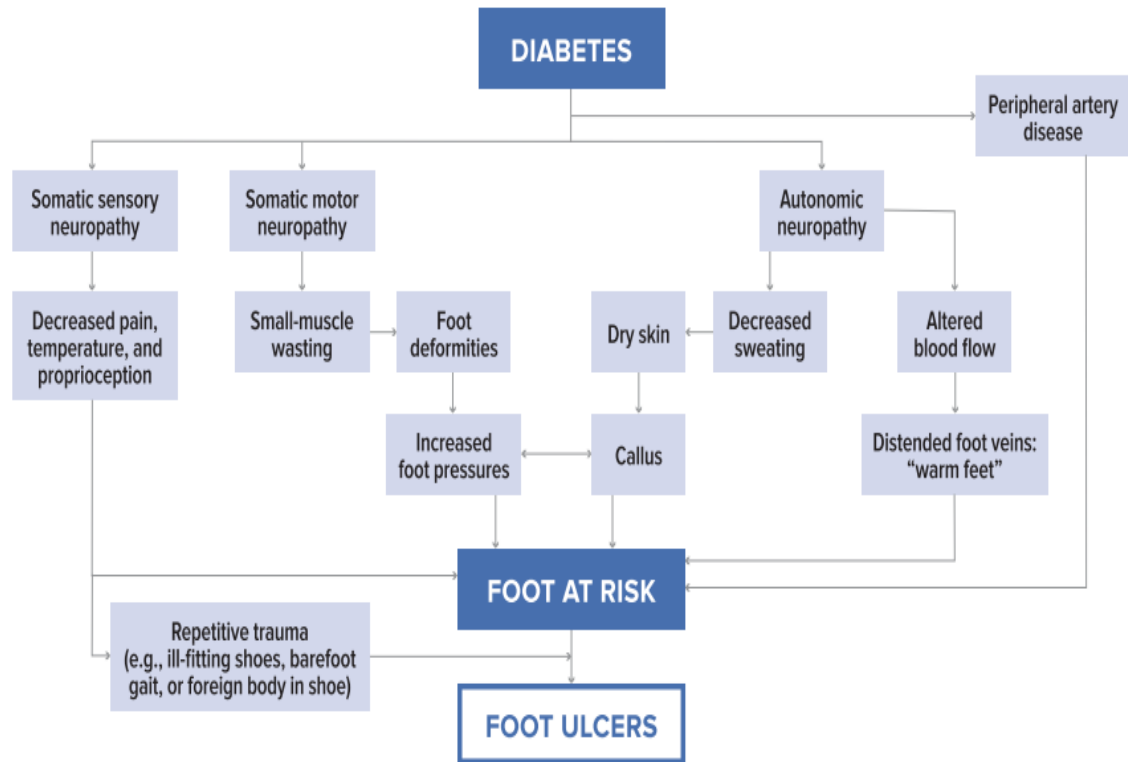 DIABETES
Peripheral artery
disease
Somatic sensory
neuropathy
Somatic motor
neuropathy
Autonomic
neuropathy
Decreased pain,
temperature, and
proprioception
Small-muscle
wasting
Foot
deformities
Dry skin
Decreased
sweating
Altered
blood flow
Increased
foot pressures
Callus
Distended foot veins:
“warm feet”
FOOT AT RISK
Repetitive trauma
(e.g., ill-fitting shoes, barefoot
gait, or foreign body in shoe)
FOOT ULCERS